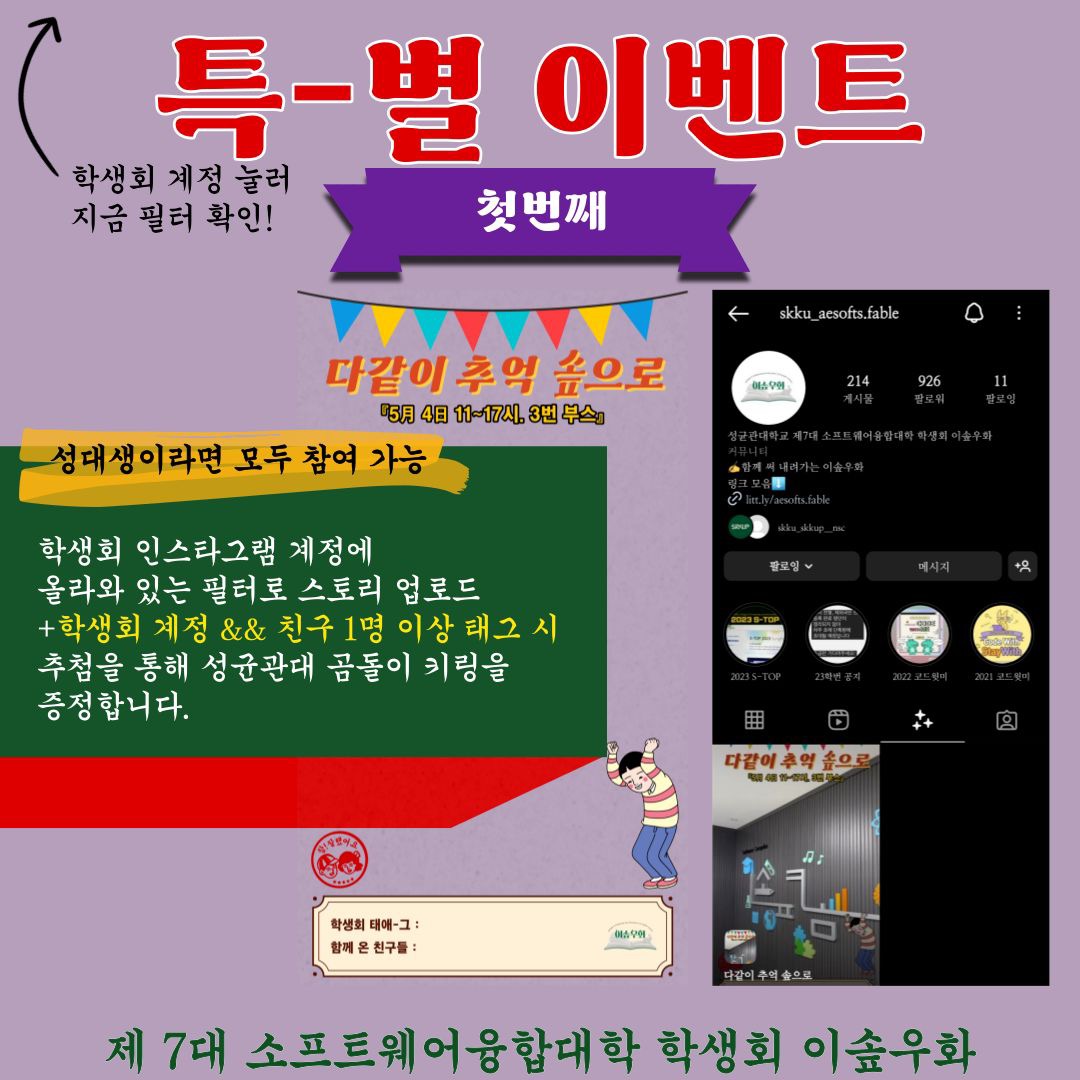 특-별 이벤트
학생회 계정 눌러
지금 필터 확인!
첫번째
다같이 추억 숲으로
『5月 4日 11~17시. 3번 부스』
성대생이라면 모두 참여 가능
학생회 인스타그램 계정에
올라와 있는 필터로 스토리 업로드
+학생회 계정 && 친구 1명 이상 태그 시
추첨을 통해 성균관대 곰돌이 키링을
증정합니다.
참! 잘했어요
학생회 태애-그 :
함께 온 친구들 :
이솝우화
skku_aesofts.fable
이솝우화
214 926 11
게시물 팔로워 팔로잉
성균관대학교 제7대 소프트웨어융합대학 학생회 이솝우화
커뮤니티
✍함께 써 내려가는 이솝우화
링크 모음⬇️
litt.ly/aesofts.fable
SKKUP
skku_skkup__nsc
팔로잉 메시지
2023 S-TOP
Code With
StayWith
2023 S-TOP 23학번 공지 2022 코드윗미 2021 코드윗미
다같이 추억 숲으로
『5月 4日 11~17시. 3번 부스』
다같이 추억 숲으로
제 7대 소프트웨어융합대학 학생회 이솝우화